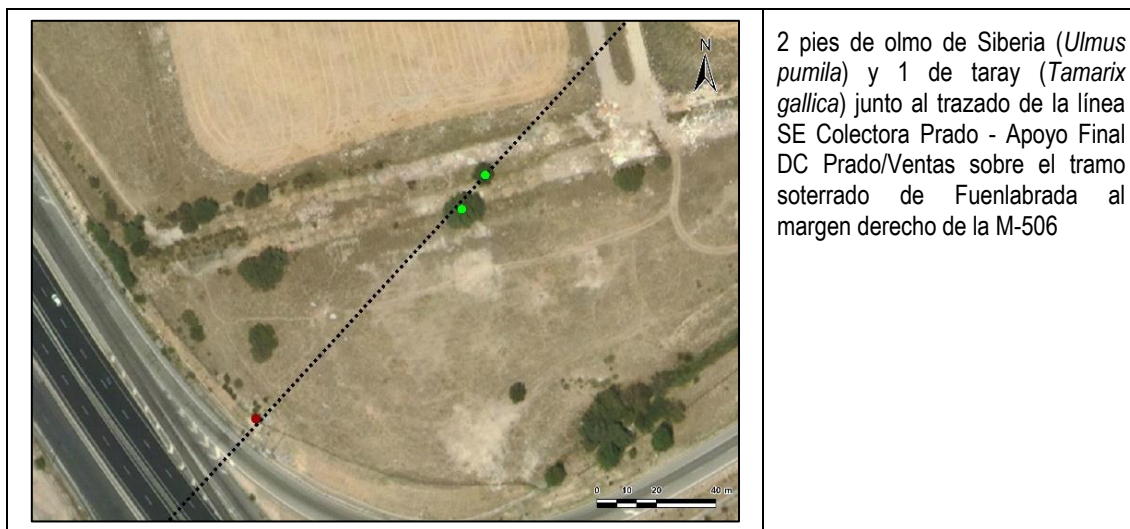 N
0 10 20 40 m
2 pies de olmo de Siberia (Ulmus
pumila) y 1 de taray (Tamarix
gallica) junto al trazado de la línea
SE Colectora Prado - Apoyo Final
DC Prado/Ventas sobre el tramo
soterrado de Fuenlabrada al
margen derecho de la M-506